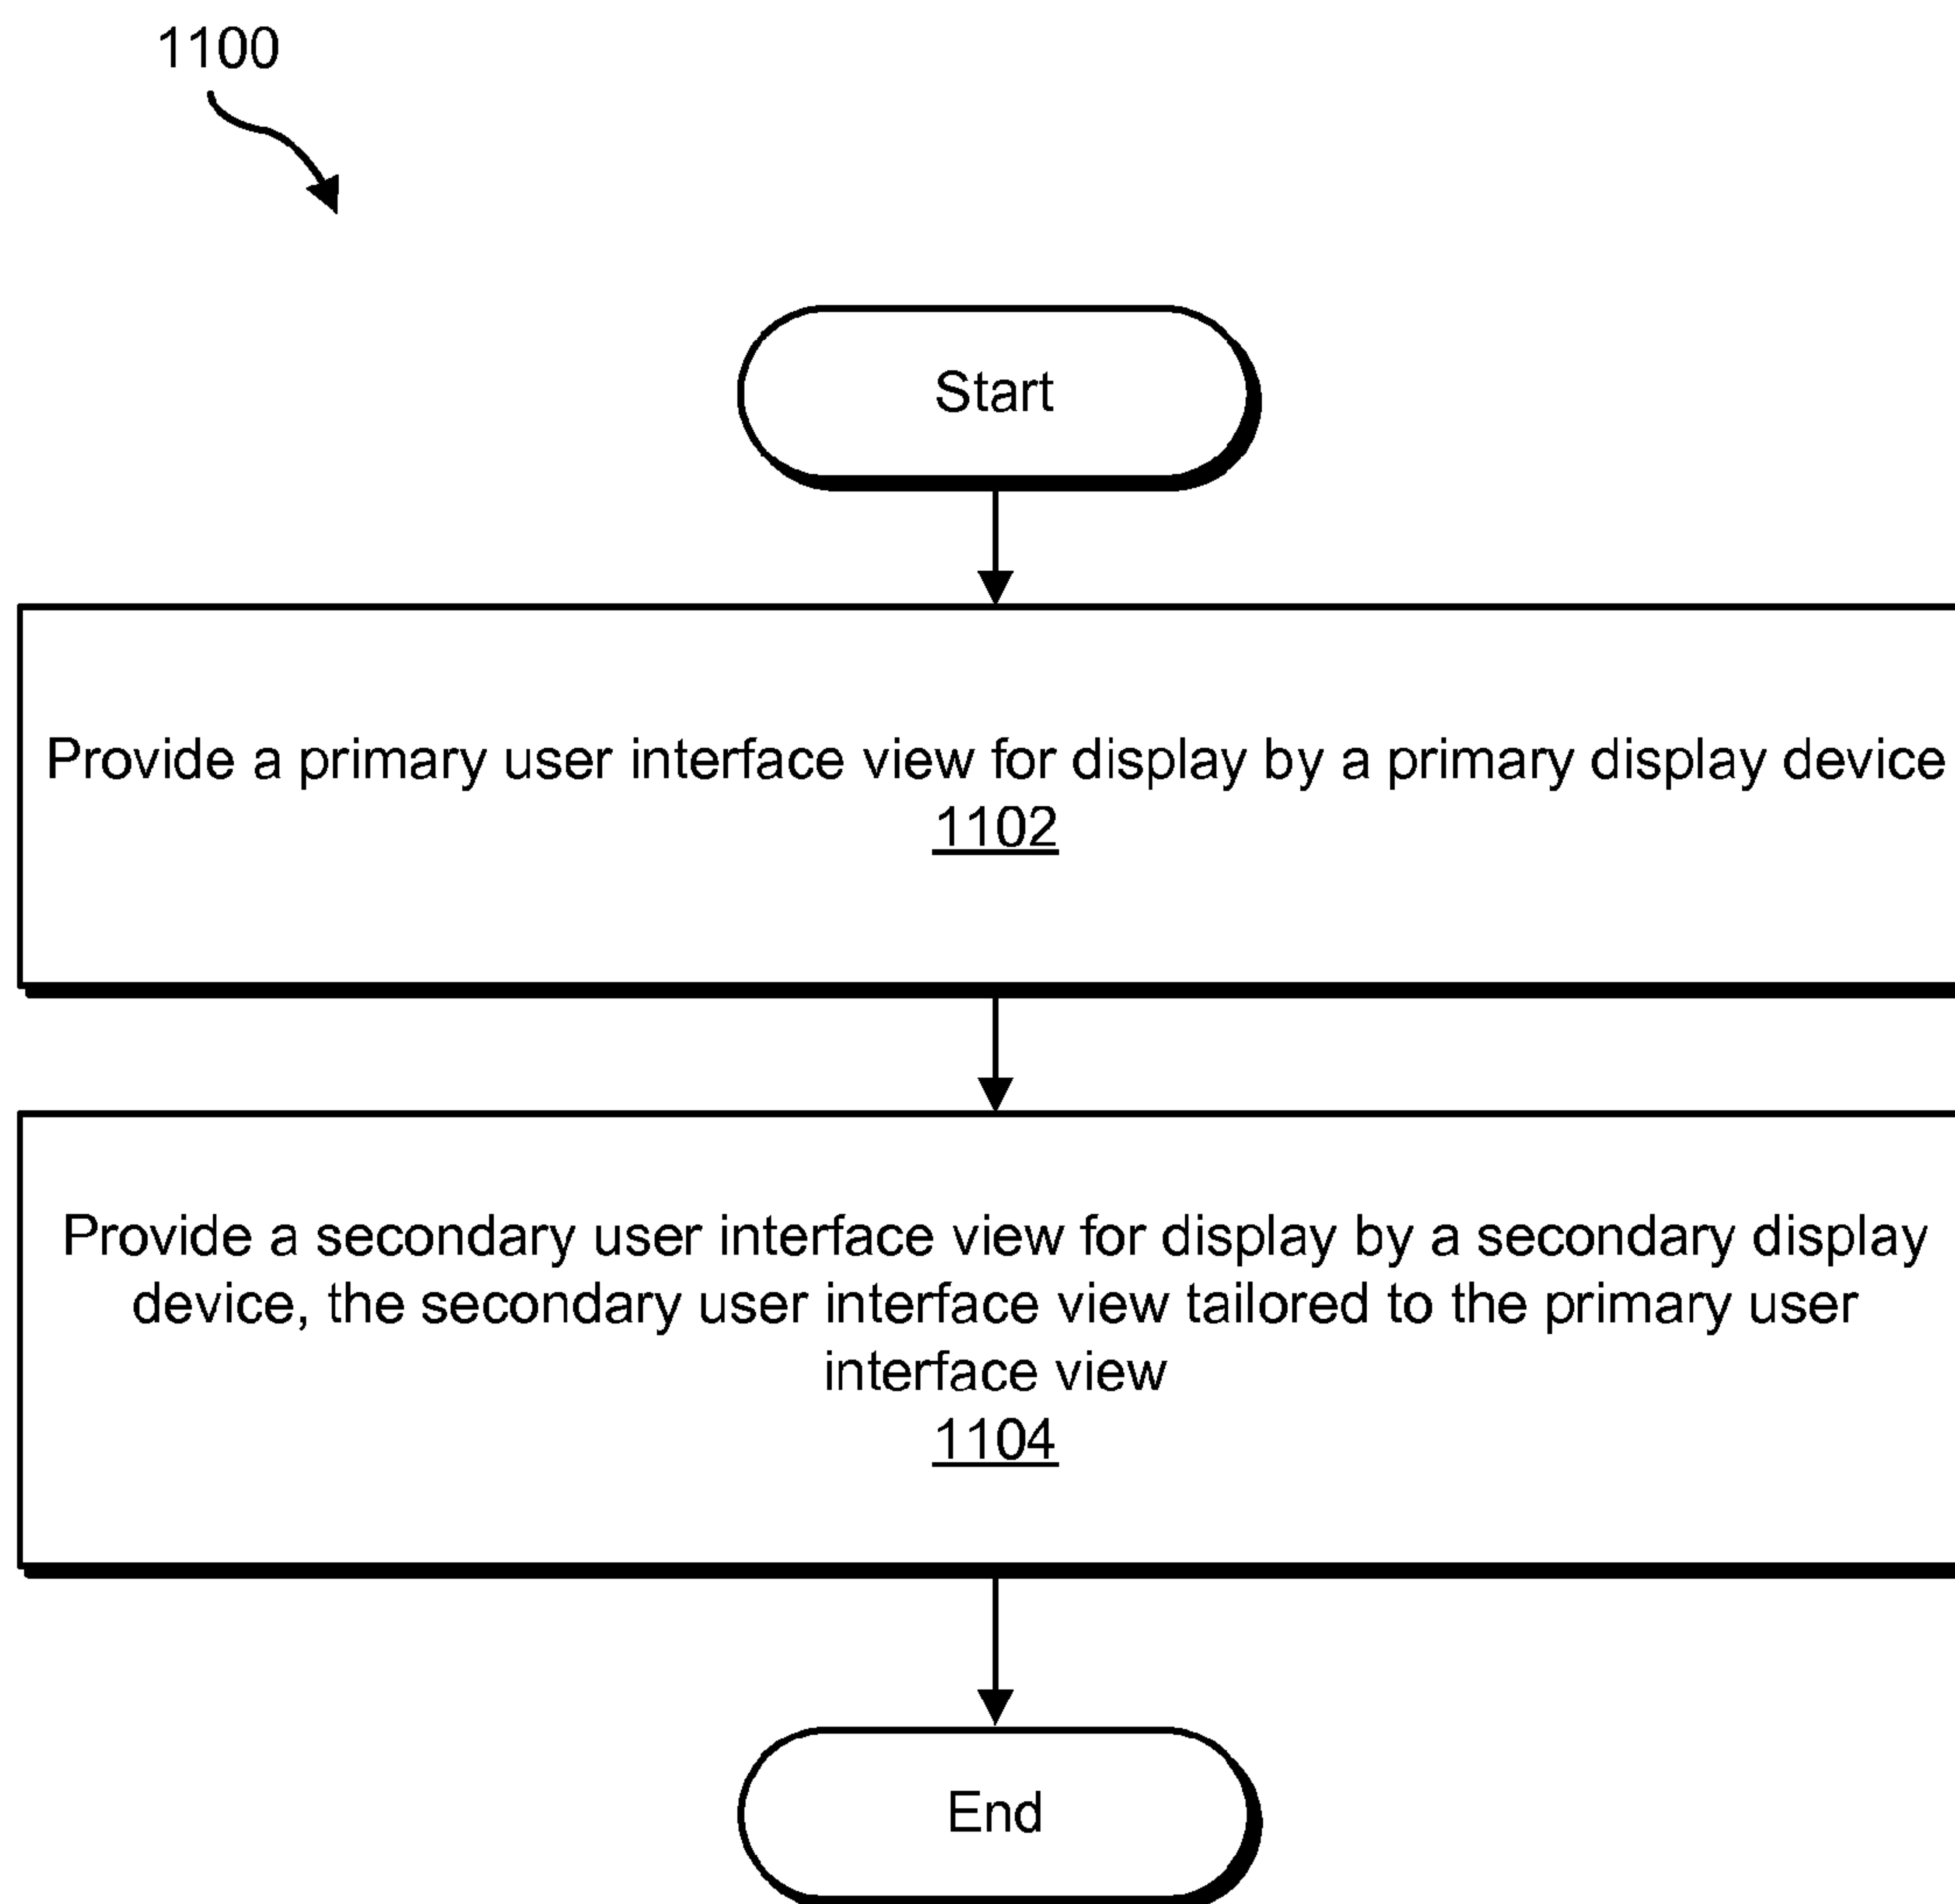 1100
Start
Provide a primary user interface view for display by a primary display device
1102
Provide a secondary user interface view for display by a secondary display
device, the secondary user interface view tailored to the primary user
interface view
1104
End